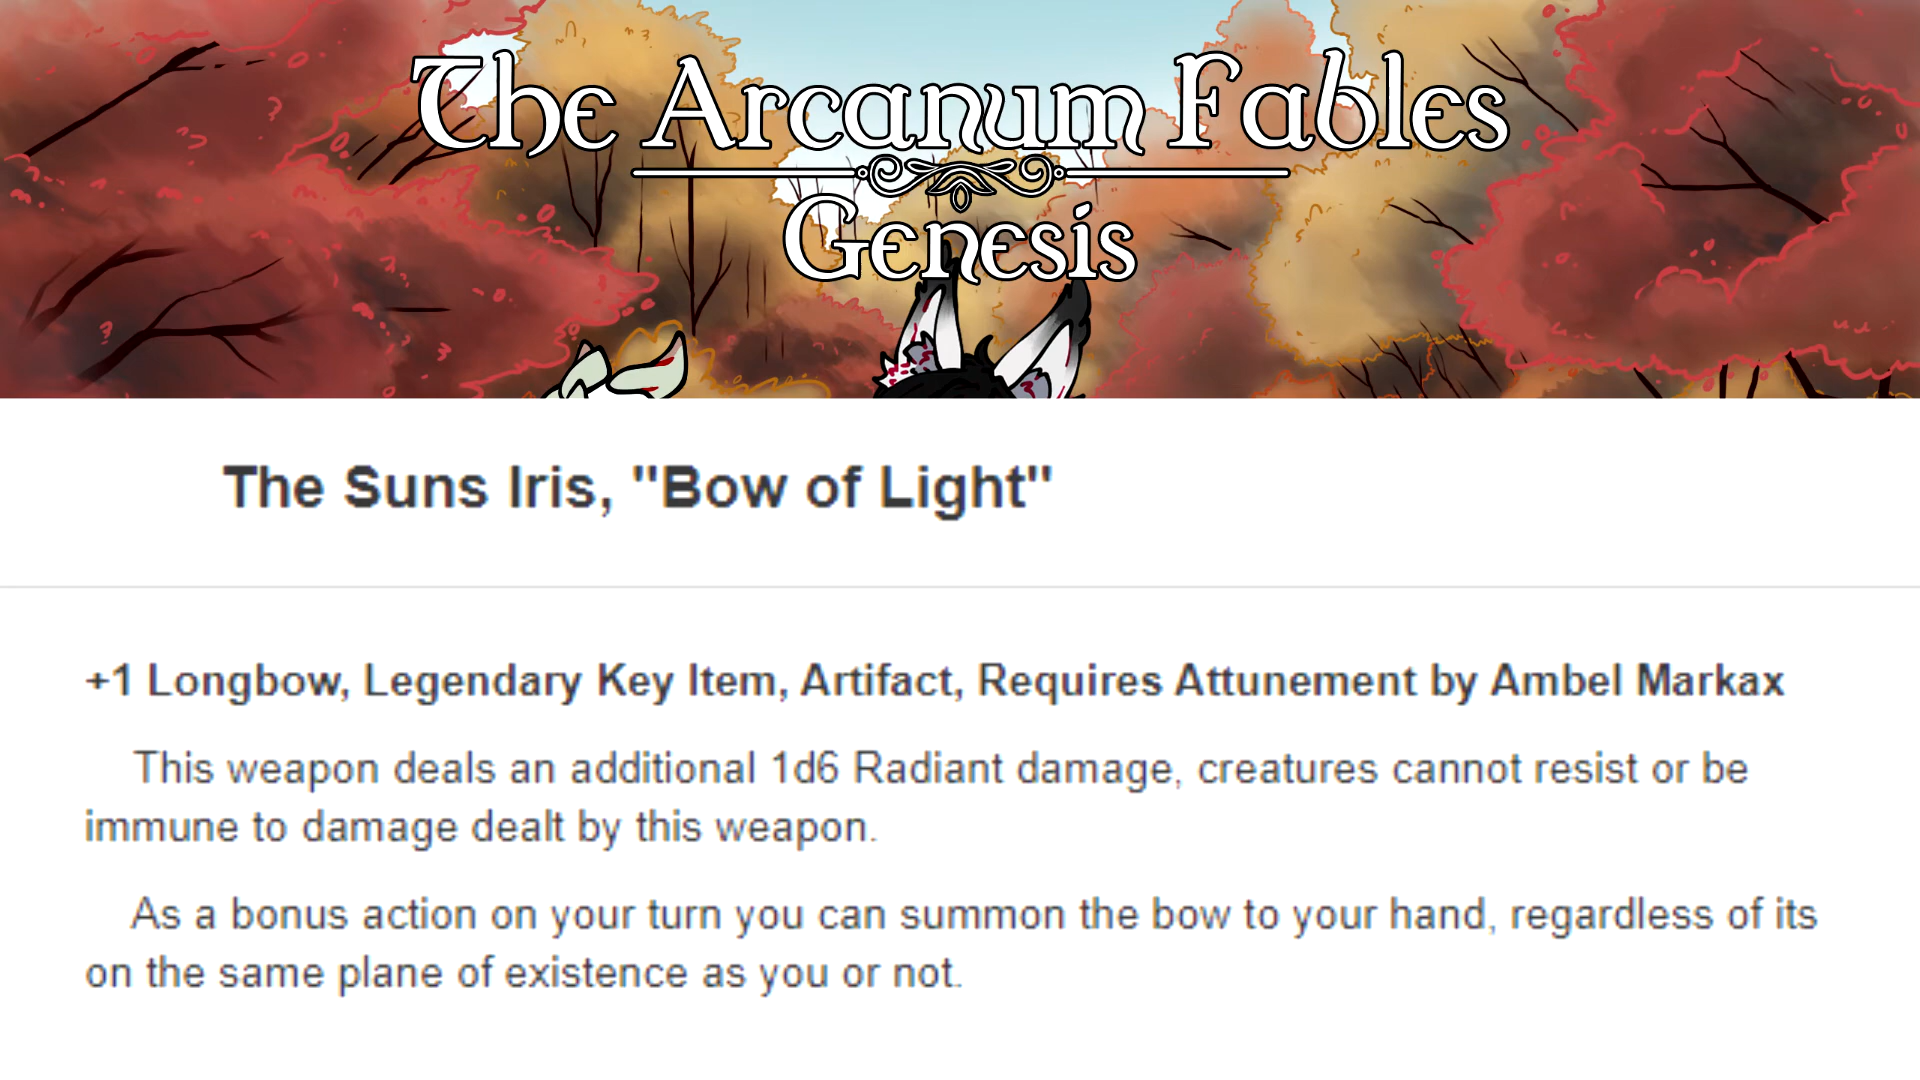 The Arcanum Fables
Genesis
The Suns Iris, "Bow of Light"
+1 Longbow, Legendary Key Item, Artifact, Requires Attunement by Ambel Markax
This weapon deals an additional 1d6 Radiant damage, creatures cannot resist or be
immune to damage dealt by this weapon.
As a bonus action on your turn you can summon the bow to your hand, regardless of its
on the same plane of existence as you or not.